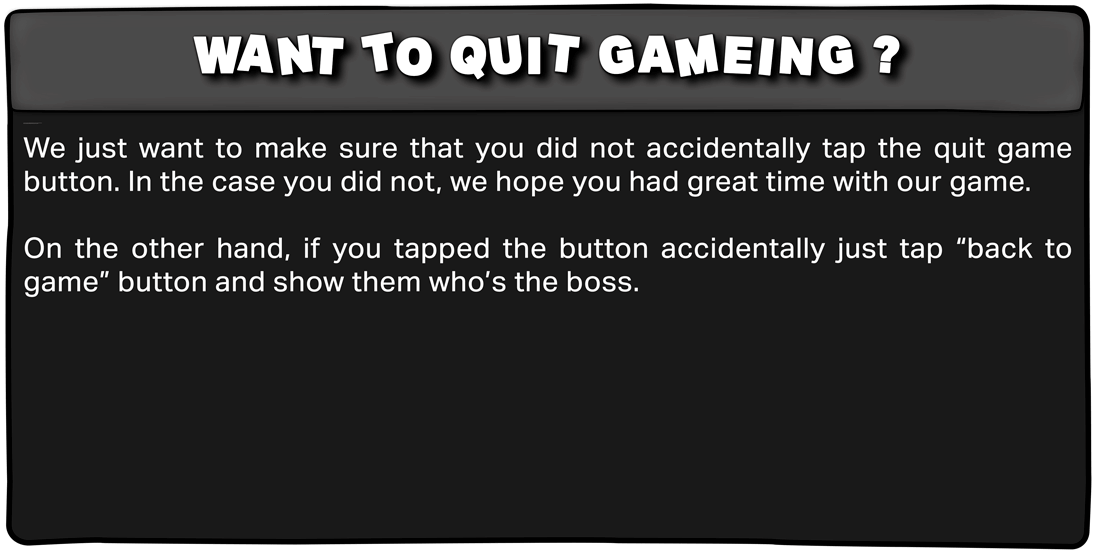 WANT TO QUIT GAMEING ?
We just want to make sure that you did not accidentally tap the quit game
button. In the case you did not, we hope you had great time with our game.
On the other hand, if you tapped the button accidentally just tap “back to
game” button and show them who’s the boss.